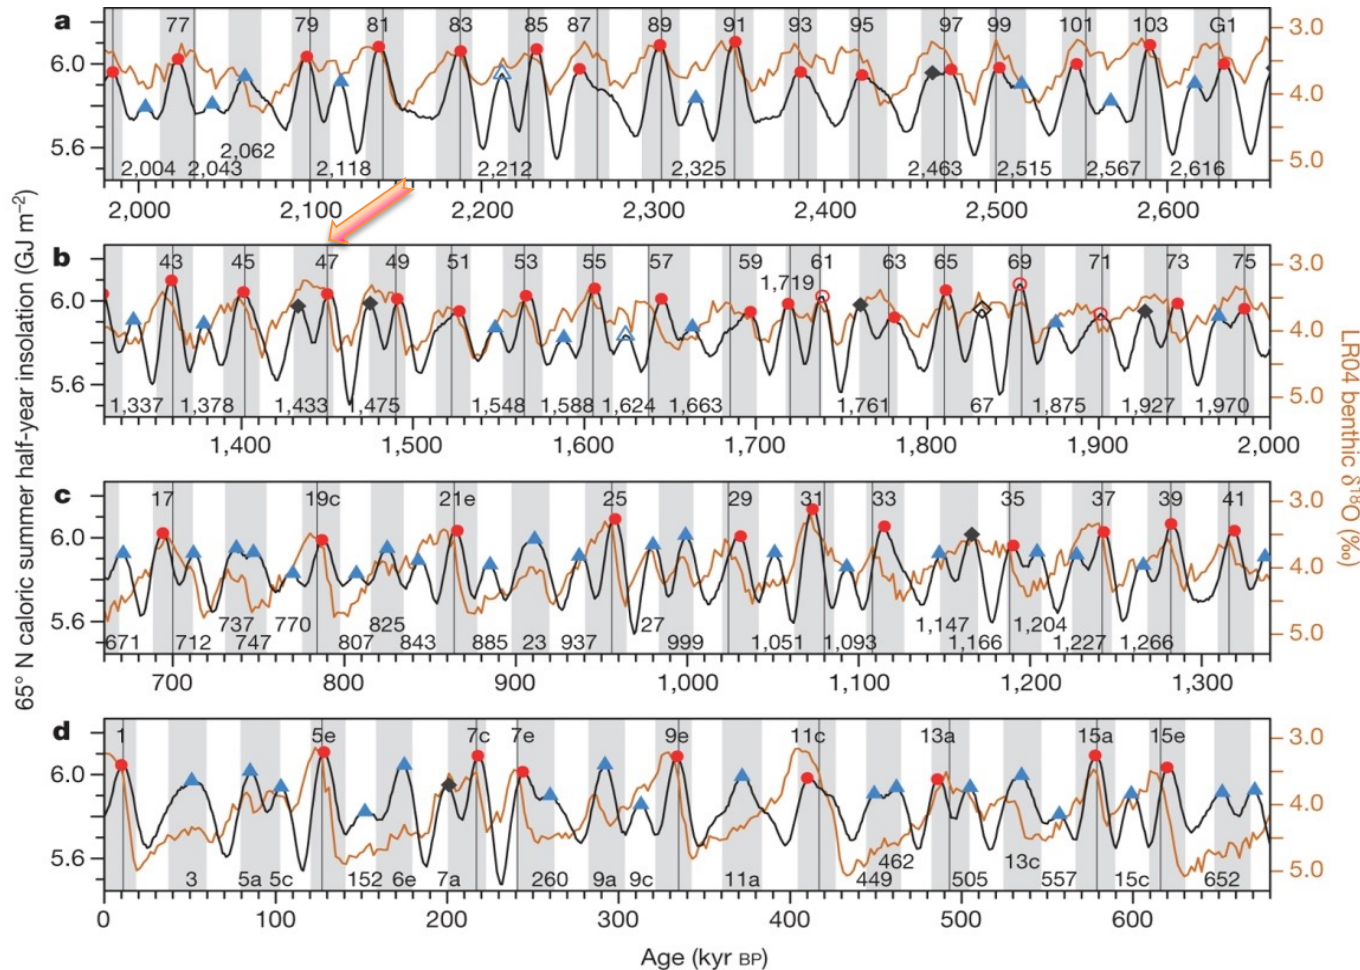 a 77 79 81 83 85 87 89 91 93 95 97 99 101 103 G1
6.0
5.6
3.0
4.0
5.0
2,062
2,004 2,043 2,118 2,212 2,325 2,463 2,515 2,567 2,616
2,000 2,100 2,200 2,300 2,400 2,500 2,600
b 43 45 47 49 51 53 55 57 59 61 63 65 69 71 73 75
1,719
6.0
5.6
3.0
4.0
5.0
1,337 1,378 1,433 1,475 1,548 1,588 1,624 1,663 1,761 67 1,875 1,927 1,970
1,400 1,500 1,600 1,700 1,800 1,900 2,000
65° N caloric summer half-year insolation (GJ m⁻²)
LR04 benthic δ¹⁸O (‰)
c 17 19c 21e 25 29 31 33 35 37 39 41
6.0
5.6
3.0
4.0
5.0
737 770 825 27 1,147 1,204
671 712 747 807 843 885 23 937 999 1,051 1,093 1,166 1,227 1,266
700 800 900 1,000 1,100 1,200 1,300
d 1 5e 7c 7e 9e 11c 13a 15a 15e
6.0
5.6
3.0
4.0
5.0
462 13c
3 5a 5c 152 6e 7a 260 9a 9c 11a 449 505 557 15c 652
0 100 200 300 400 500 600
Age (kyr BP)